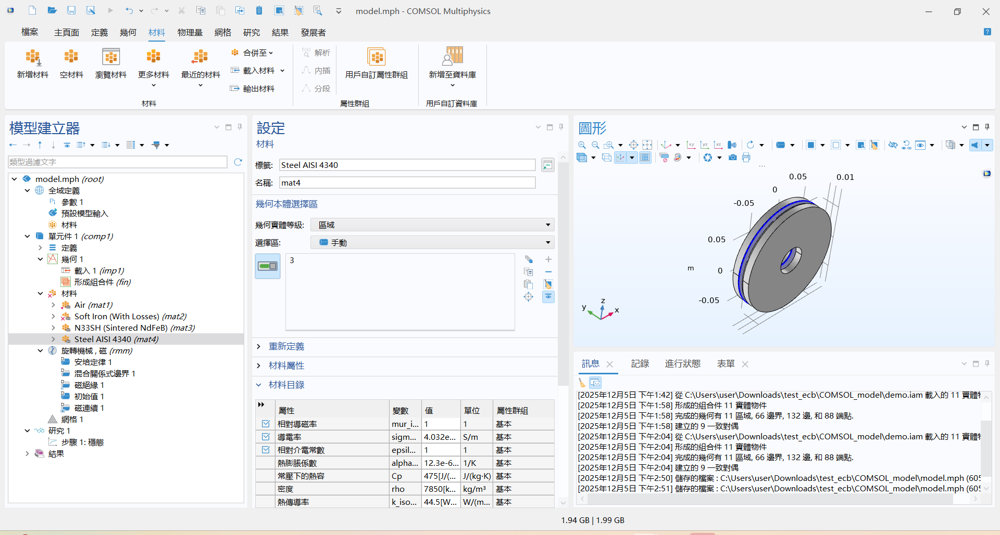 model.mph - COMSOL Multiphysics
檔案 主頁面 定義 幾何 材料 物理量 網格 研究 結果 發展者
新增材料 空材料 瀏覽材料 更多材料 最近的材料
合併至
載入材料
輸出材料
材料
解析
內插
分段
用戶自訂屬性群組
屬性群組
新增至資料庫
用戶自訂資料庫
模型建立器
類型過濾文字
model.mph (root)
全域定義
Pi 參數 1
預設模型輸入
材料
單元件 1 (comp1)
定義
幾何 1
載入 1 (imp1)
形成組合件 (fin)
材料
Air (mat1)
Soft Iron (With Losses) (mat2)
N33SH (Sintered NdFeB) (mat3)
Steel AISI 4340 (mat4)
旋轉機械 , 磁 (rmm)
安培定律 1
混合關係式邊界 1
磁絕緣 1
初始值 1
磁連續 1
網格 1
研究 1
步驟 1: 穩態
結果
設定
材料
標籤: Steel AISI 4340
名稱: mat4
幾何本體選擇區
幾何實體等級: 區域
選擇區: 手動
3
重新定義
材料屬性
材料目錄
屬性 變數 值 單位 屬性群組
相對導磁率 mur_i... 1 1 基本
導電率 sigm... 4.032e... S/m 基本
相對介電常數 epsil... 1 1 基本
熱膨脹係數 alpha... 12.3e-6... 1/K 基本
常壓下的熱容 Cp 475[J/(... J/(kg·K) 基本
密度 rho 7850[k... kg/m³ 基本
熱傳導率 k_iso... 44.5[W... W/(m... 基本
圖形
xy yz xz
...
0.05 0.01
0
-0.05
0.05
m 0
-0.05
y z x
訊息 記錄 進行狀態 表單
[2025年12月5日 下午1:42] 從 C:\Users\user\Downloads\test_ecb\COMSOL_model\demo.iam 載入的 11 實體物
[2025年12月5日 下午1:58] 形成的組合件 11 實體物件
[2025年12月5日 下午1:58] 完成的幾何有 11 區域, 66 邊界, 132 邊, 和 88 端點.
[2025年12月5日 下午1:58] 建立的 9 一致對偶
[2025年12月5日 下午2:04] 從 C:\Users\user\Downloads\test_ecb\COMSOL_model\demo.iam 載入的 11 實體物
[2025年12月5日 下午2:04] 形成的組合件 11 實體物件
[2025年12月5日 下午2:04] 完成的幾何有 11 區域, 66 邊界, 132 邊, 和 88 端點.
[2025年12月5日 下午2:04] 建立的 9 一致對偶
[2025年12月5日 下午2:50] 儲存的檔案 : C:\Users\user\Downloads\test_ecb\COMSOL_model\model.mph (605
[2025年12月5日 下午2:51] 儲存的檔案 : C:\Users\user\Downloads\test_ecb\COMSOL_model\model.mph (605
1.94 GB | 1.99 GB